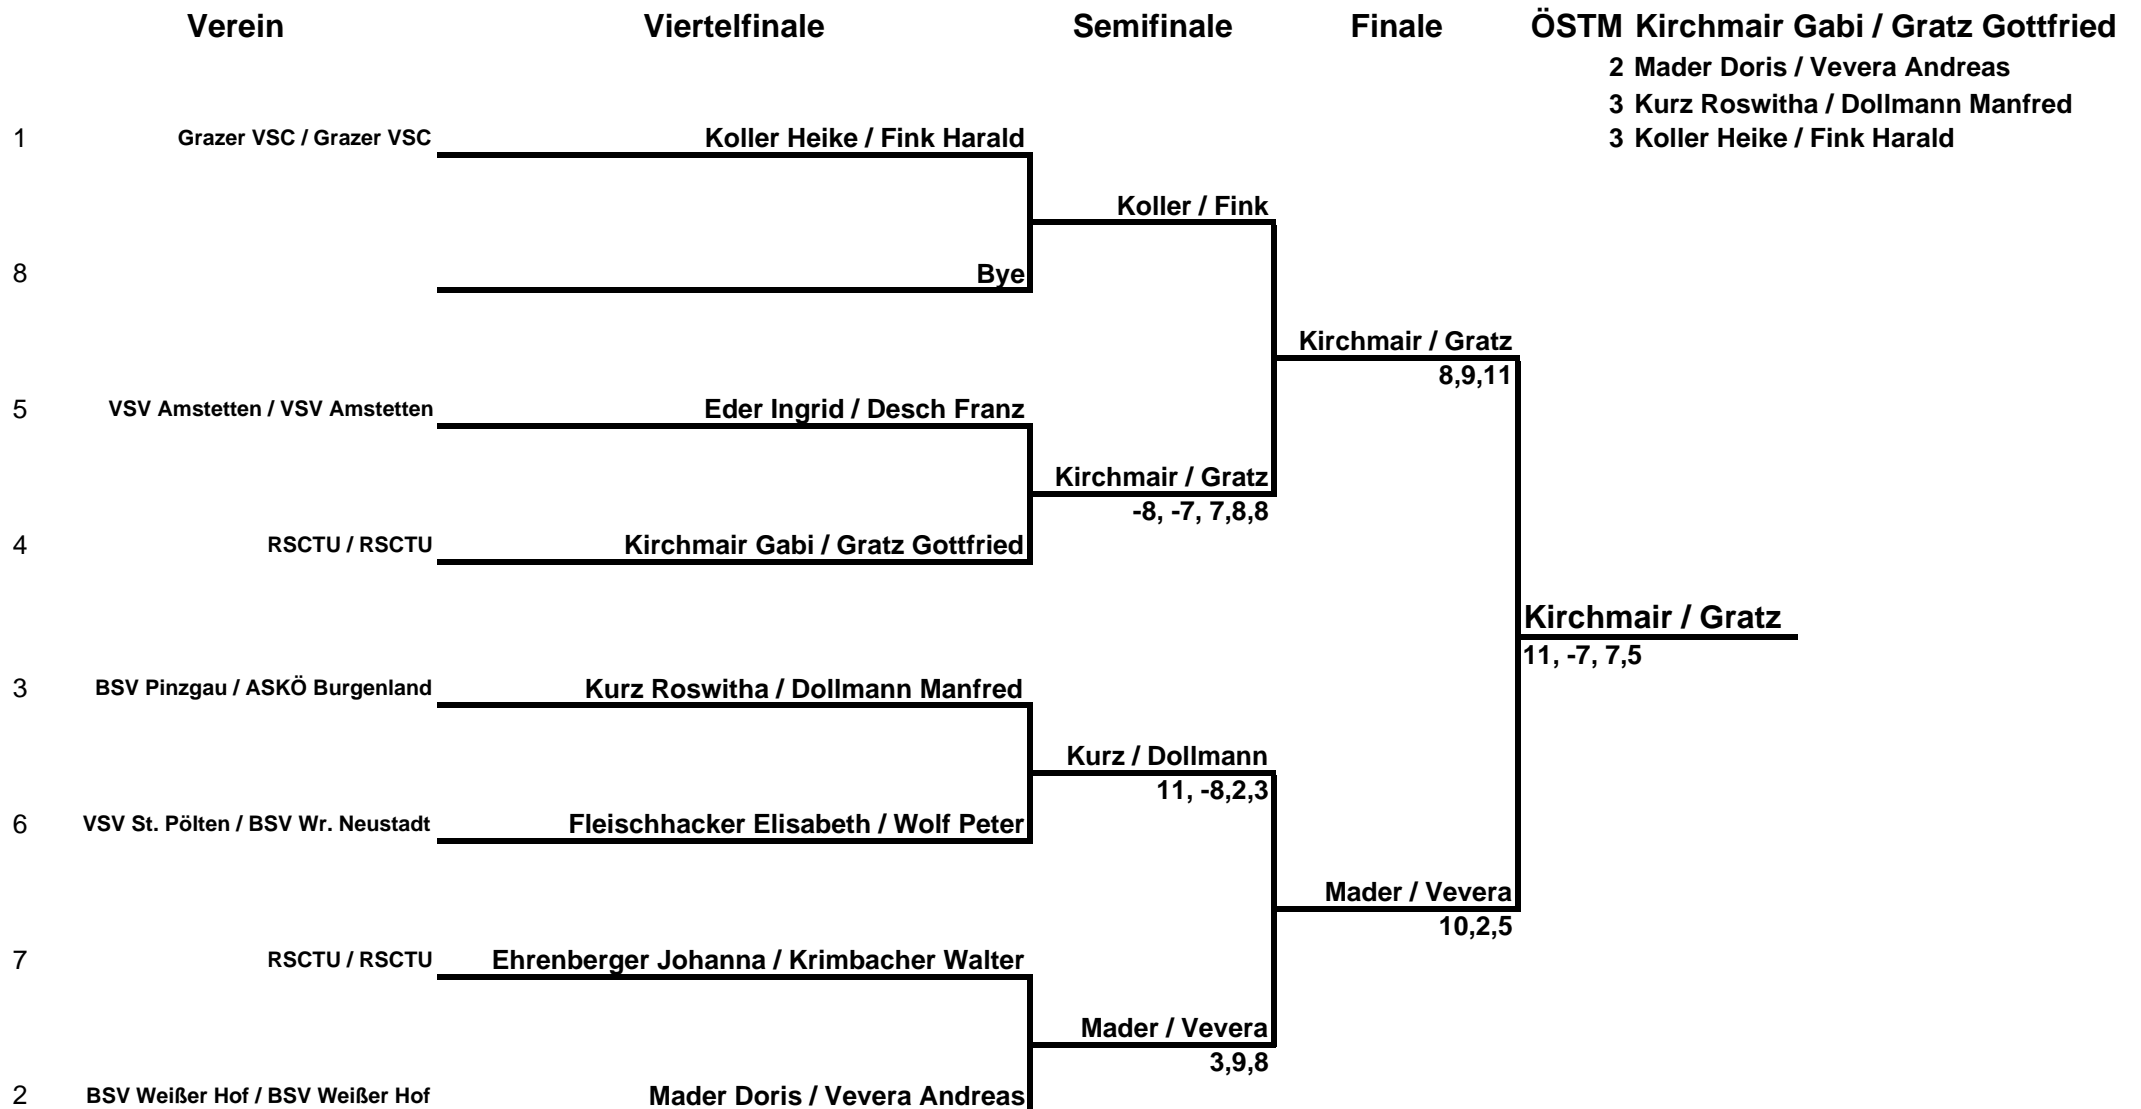 Verein Viertelfinale Semifinale Finale ÖSTM Kirchmair Gabi / Gratz Gottfried
2 Mader Doris / Vevera Andreas
3 Kurz Roswitha / Dollmann Manfred
1 Grazer VSC / Grazer VSC Koller Heike / Fink Harald 3 Koller Heike / Fink Harald
Koller / Fink
8 Bye
Kirchmair / Gratz
8,9,11
5 VSV Amstetten / VSV Amstetten Eder Ingrid / Desch Franz
Kirchmair / Gratz
-8, -7, 7,8,8
4 RSCTU / RSCTU Kirchmair Gabi / Gratz Gottfried
Kirchmair / Gratz
11, -7, 7,5
3 BSV Pinzgau / ASKÖ Burgenland Kurz Roswitha / Dollmann Manfred
Kurz / Dollmann
11, -8,2,3
6 VSV St. Pölten / BSV Wr. Neustadt Fleischhacker Elisabeth / Wolf Peter
Mader / Vevera
10,2,5
7 RSCTU / RSCTU Ehrenberger Johanna / Krimbacher Walter
Mader / Vevera
3,9,8
2 BSV Weißer Hof / BSV Weißer Hof Mader Doris / Vevera Andreas